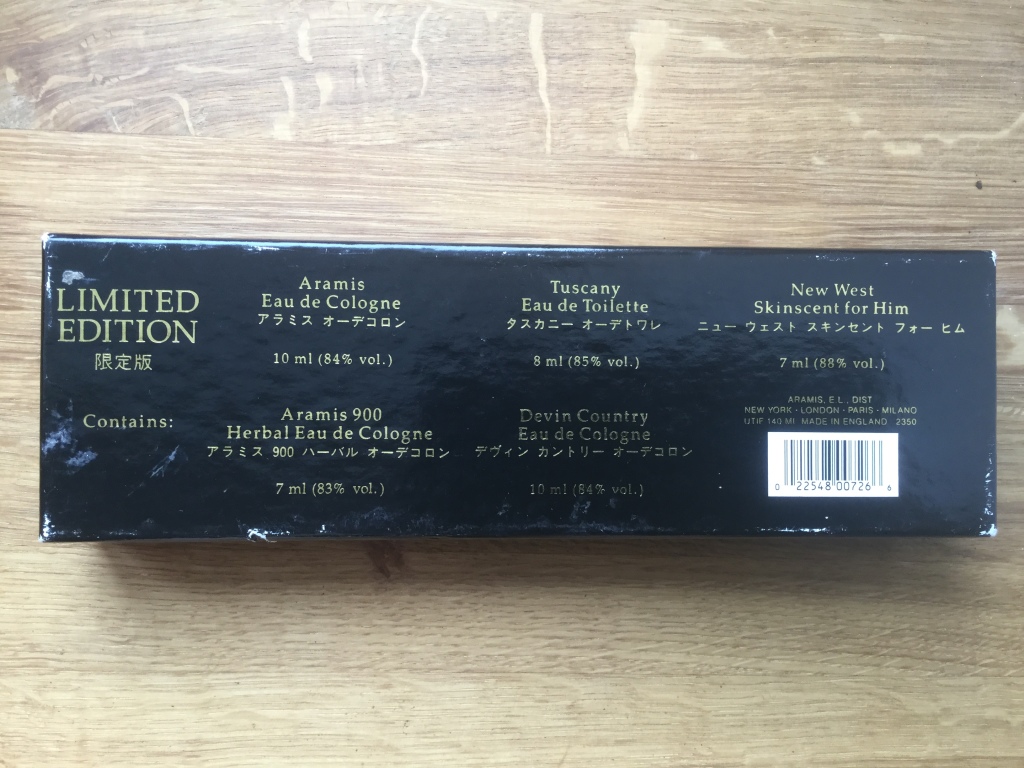 LIMITED
EDITION
限定版
Contains:
Aramis
Eau de Cologne
アラミス オーデコロン
10 ml (84% vol.)
Tuscany
Eau de Toilette
タスカニー オーデトワレ
8 ml (85% vol.)
New West
Skinscent for Him
ニュー ウェスト スキンセント フォー ヒム
7 ml (88% vol.)
Aramis 900
Herbal Eau de Cologne
アラミス 900 ハーバル オーデコロン
7 ml (83% vol.)
Devin Country
Eau de Cologne
デヴィン カントリー オーデコロン
10 ml (84% vol.)
ARAMIS, E.L., DIST
NEW YORK · LONDON · PARIS · MILANO
UTIF 140 ML MADE IN ENGLAND 2350
0 22548 00726 6